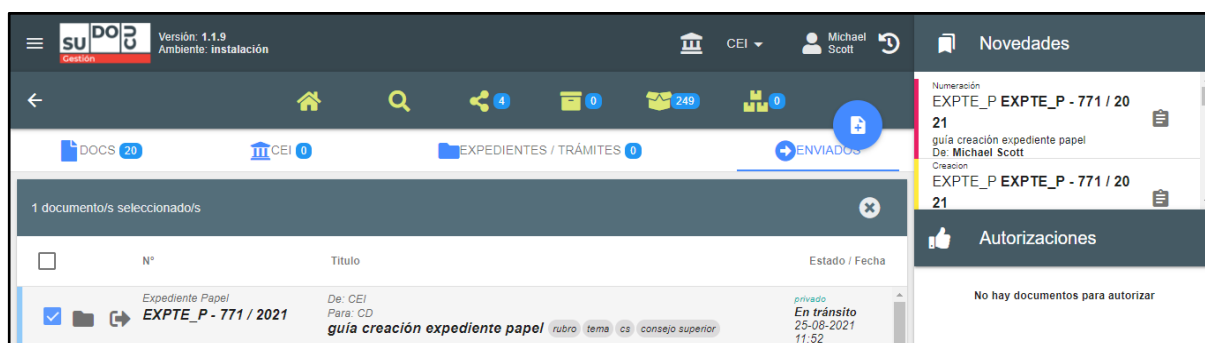 SU DOCU
Gestión
Versión: 1.1.9
Ambiente: instalación
CEI
Michael
Scott
4
0
249
0
DOCS 20
CEI 0
EXPEDIENTES / TRÁMITES 0
ENVIADOS
1 documento/s seleccionado/s
N°
Titulo
Estado / Fecha
Expediente Papel
EXPTE_P - 771 / 2021
De: CEI
Para: CD
guía creación expediente papel rubro tema cs consejo superior
privado
En tránsito
25-08-2021
11:52
Novedades
Numeración
EXPTE_P EXPTE_P - 771 / 20
21
guía creación expediente papel
De: Michael Scott
Creacion
EXPTE_P EXPTE_P - 771 / 20
21
Autorizaciones
No hay documentos para autorizar